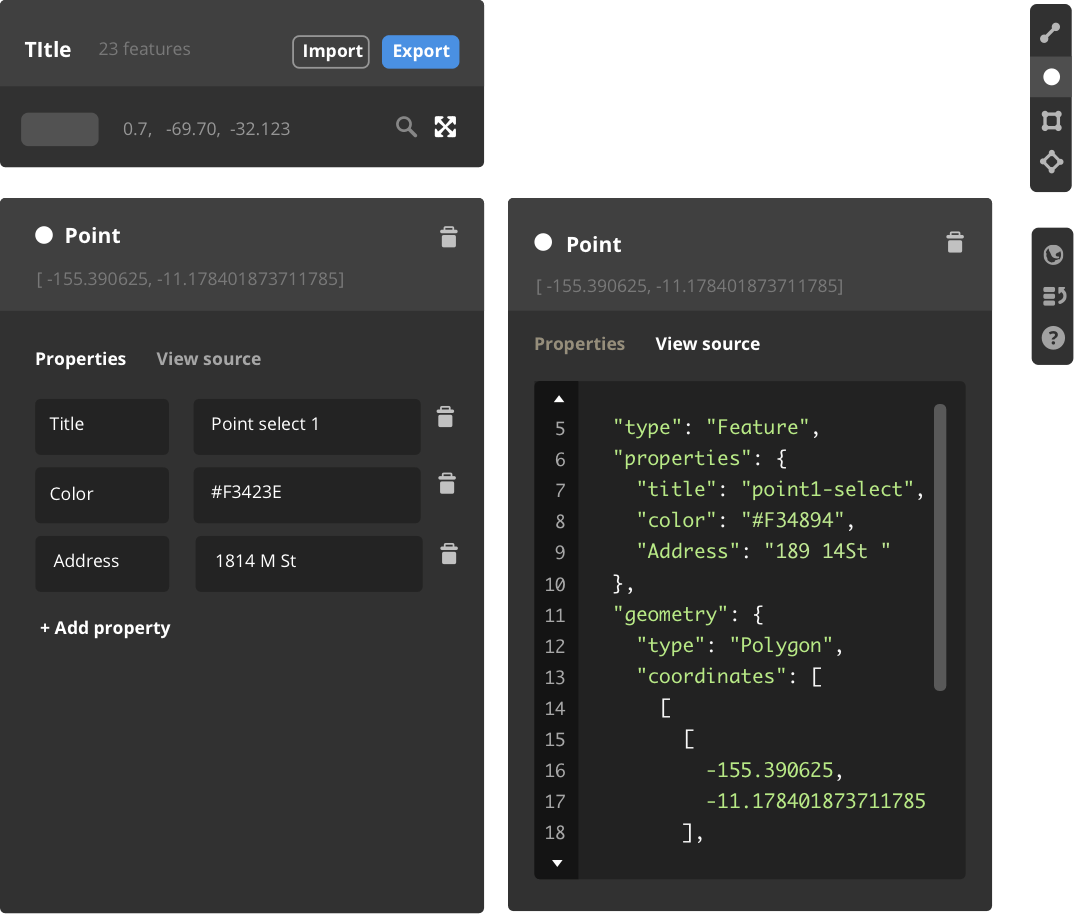 TItle 23 features Import Export
0.7, -69.70, -32.123
Point
[ -155.390625, -11.178401873711785]
Properties View source
Title Point select 1
Color #F3423E
Address 1814 M St
+ Add property
Point
[ -155.390625, -11.178401873711785]
Properties View source
5 "type": "Feature",
6 "properties": {
7 "title": "point1-select",
8 "color": "#F34894",
9 "Address": "189 14St "
10 },
11 "geometry": {
12 "type": "Polygon",
13 "coordinates": [
14 [
15 [
16 -155.390625,
17 -11.178401873711785
18 ],
?